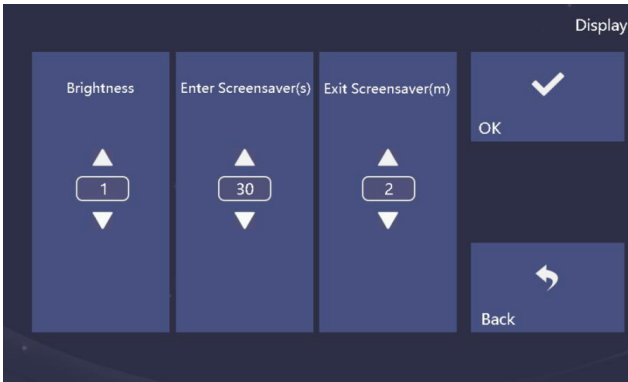 Display
Brightness
Enter Screensaver(s)
Exit Screensaver(m)
1
30
2
OK
Back